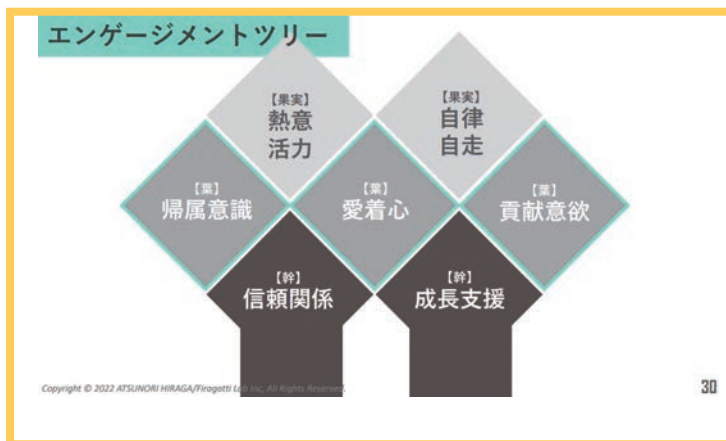 エンゲージメントツリー
【果実】
熱意
活力
【果実】
自律
自走
【葉】
帰属意識
【葉】
愛着心
【葉】
貢献意欲
【幹】
信頼関係
【幹】
成長支援
Copyright © 2022 ATSUNORI HIRAGA/Firagatti Lab Inc, All Rights Reserved.
30